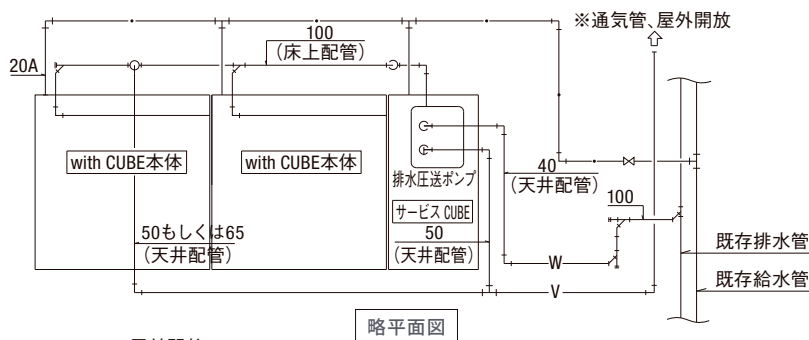 ※通気管、屋外開放
100
(床上配管)
20A
with CUBE本体
with CUBE本体
排水圧送ポンプ
サービス CUBE
40
(天井配管)
100
50もしくは65
(天井配管)
50
(天井配管)
既存排水管
W
既存給水管
V
略平面図